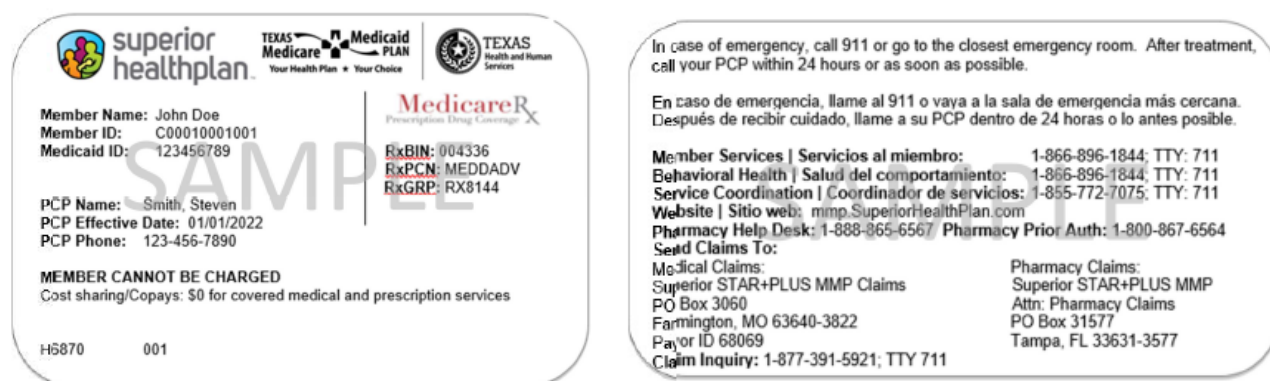 superior
healthplan™
TEXAS Medicaid
Medicare PLAN
Your Health Plan ★ Your Choice
TEXAS
Health and Human
Services
Member Name: John Doe
Member ID: C00010001001
Medicaid ID: 123456789
MedicareRx
Prescription Drug Coverage
RxBIN: 004336
RxPCN: MEDDADV
RxGRP: RX8144
SAMPLE
PCP Name: Smith, Steven
PCP Effective Date: 01/01/2022
PCP Phone: 123-456-7890
MEMBER CANNOT BE CHARGED
Cost sharing/Copays: $0 for covered medical and prescription services
H6870 001
In case of emergency, call 911 or go to the closest emergency room. After treatment,
call your PCP within 24 hours or as soon as possible.
En caso de emergencia, llame al 911 o vaya a la sala de emergencia más cercana.
Después de recibir cuidado, llame a su PCP dentro de 24 horas o lo antes posible.
Member Services | Servicios al miembro: 1-866-896-1844; TTY: 711
Behavioral Health | Salud del comportamiento: 1-866-896-1844; TTY: 711
Service Coordination | Coordinador de servicios: 1-855-772-7075; TTY: 711
Website | Sitio web: mmp.SuperiorHealthPlan.com
Pharmacy Help Desk: 1-888-865-6567 Pharmacy Prior Auth: 1-800-867-6564
SAMPLE
Send Claims To:
Medical Claims:
Superior STAR+PLUS MMP Claims
PO Box 3060
Farmington, MO 63640-3822
Payor ID 68069
Claim Inquiry: 1-877-391-5921; TTY 711
Pharmacy Claims:
Superior STAR+PLUS MMP
Attn: Pharmacy Claims
PO Box 31577
Tampa, FL 33631-3577